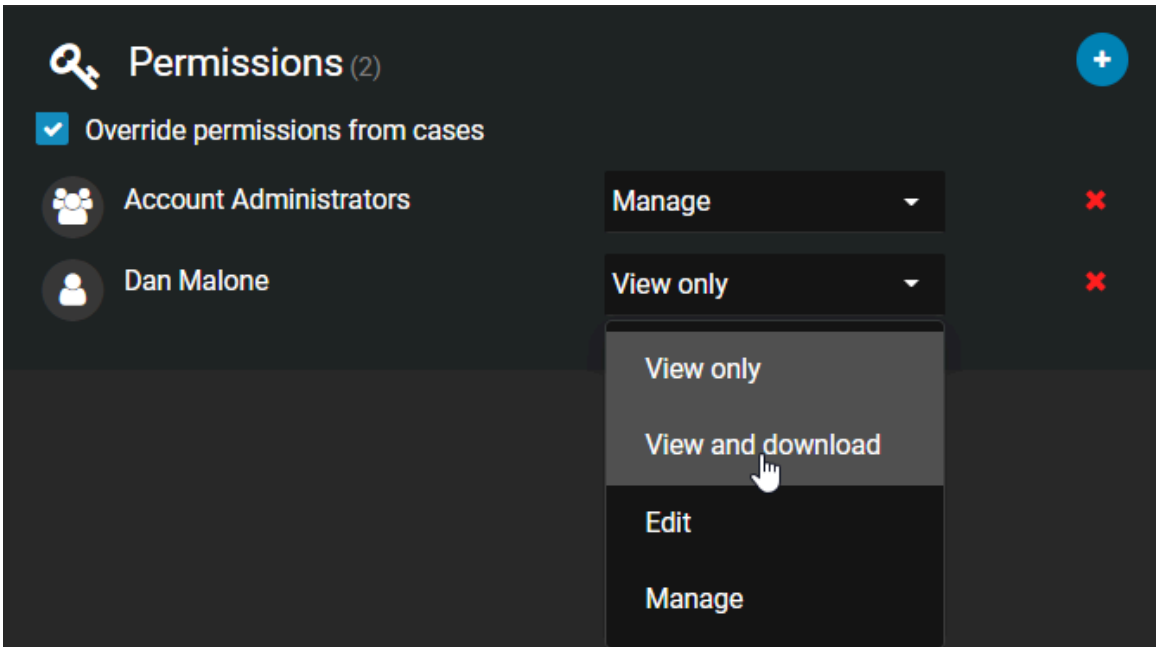 Permissions (2)
Override permissions from cases
Account Administrators Manage
Dan Malone View only
View only
View and download
Edit
Manage